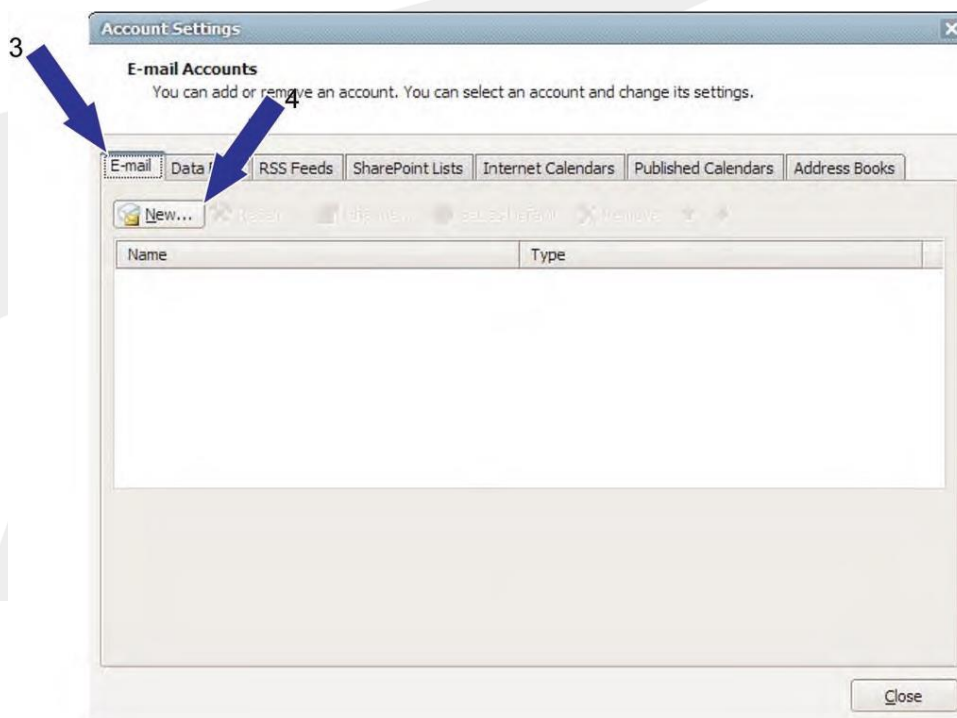 Account Settings
3
E-mail Accounts
You can add or remove an account. You can select an account and change its settings.
4
E-mail Data RSS Feeds SharePoint Lists Internet Calendars Published Calendars Address Books
New... Remove
Name Type
Close